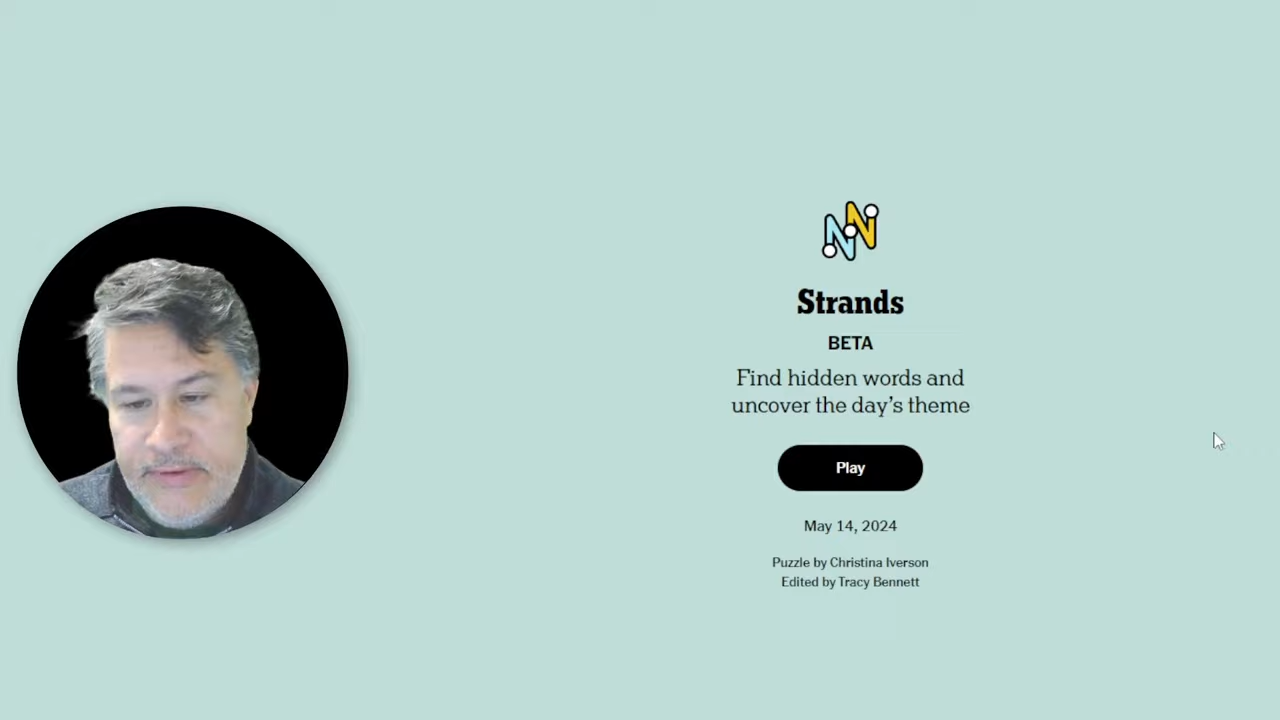 Strands
BETA
Find hidden words and
uncover the day's theme
Play
May 14, 2024
Puzzle by Christina Iverson
Edited by Tracy Bennett